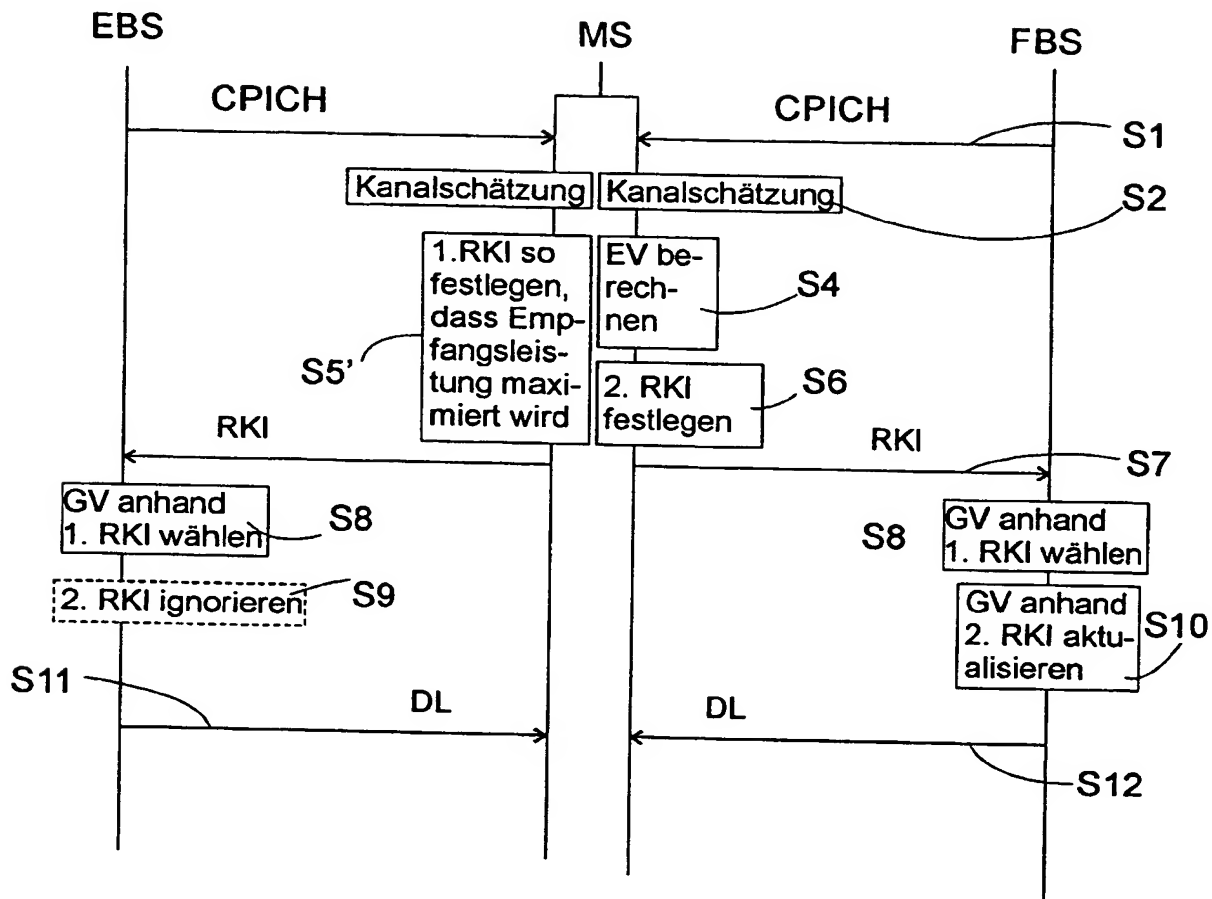 EBS
MS
FBS
CPICH
CPICH
S1
Kanalschätzung
Kanalschätzung
S2
1.RKI so
festlegen,
dass Emp-
fangsleis-
tung maxi-
miert wird
EV be-
rech-
nen
S4
S5'
2. RKI
festlegen
S6
RKI
RKI
S7
GV anhand
1. RKI wählen
S8
S8
GV anhand
1. RKI wählen
2. RKI ignorieren
S9
GV anhand
2. RKI aktu-
alisieren
S10
S11
DL
DL
S12